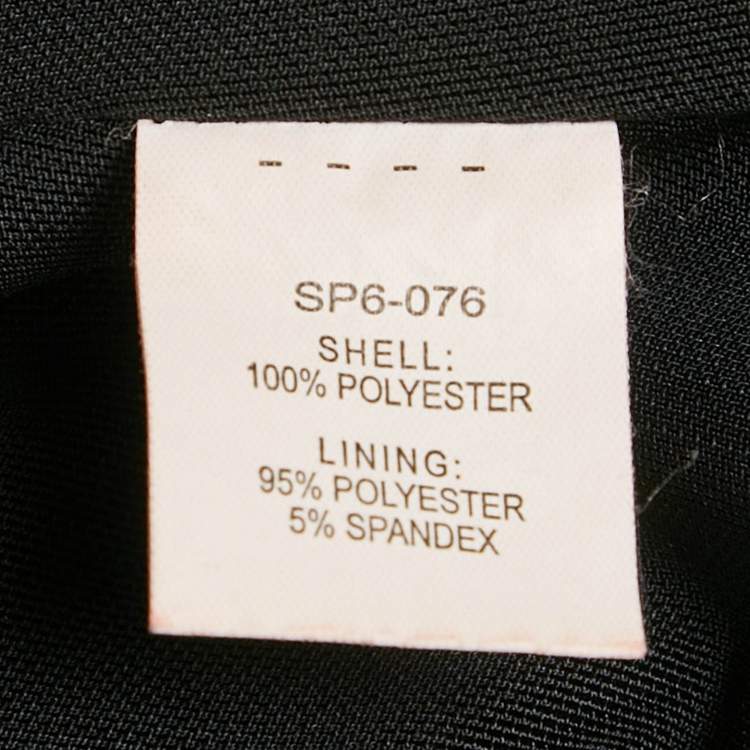 SP6-076
SHELL:
100% POLYESTER
LINING:
95% POLYESTER
5% SPANDEX